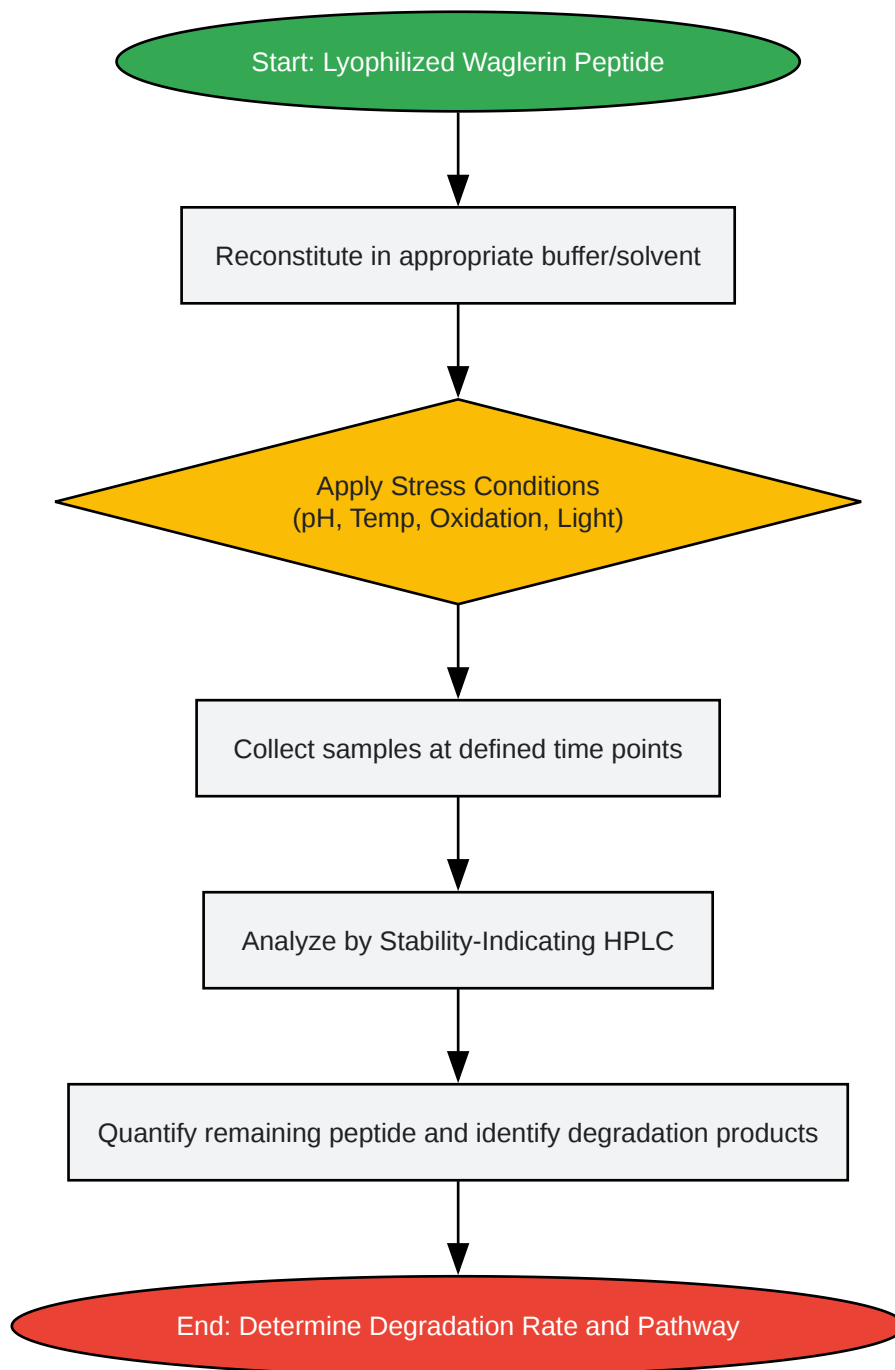 Start: Lyophilized Waglerin Peptide
Reconstitute in appropriate buffer/solvent
Apply Stress Conditions
(pH, Temp, Oxidation, Light)
Collect samples at defined time points
Analyze by Stability-Indicating HPLC
Quantify remaining peptide and identify degradation products
End: Determine Degradation Rate and Pathway